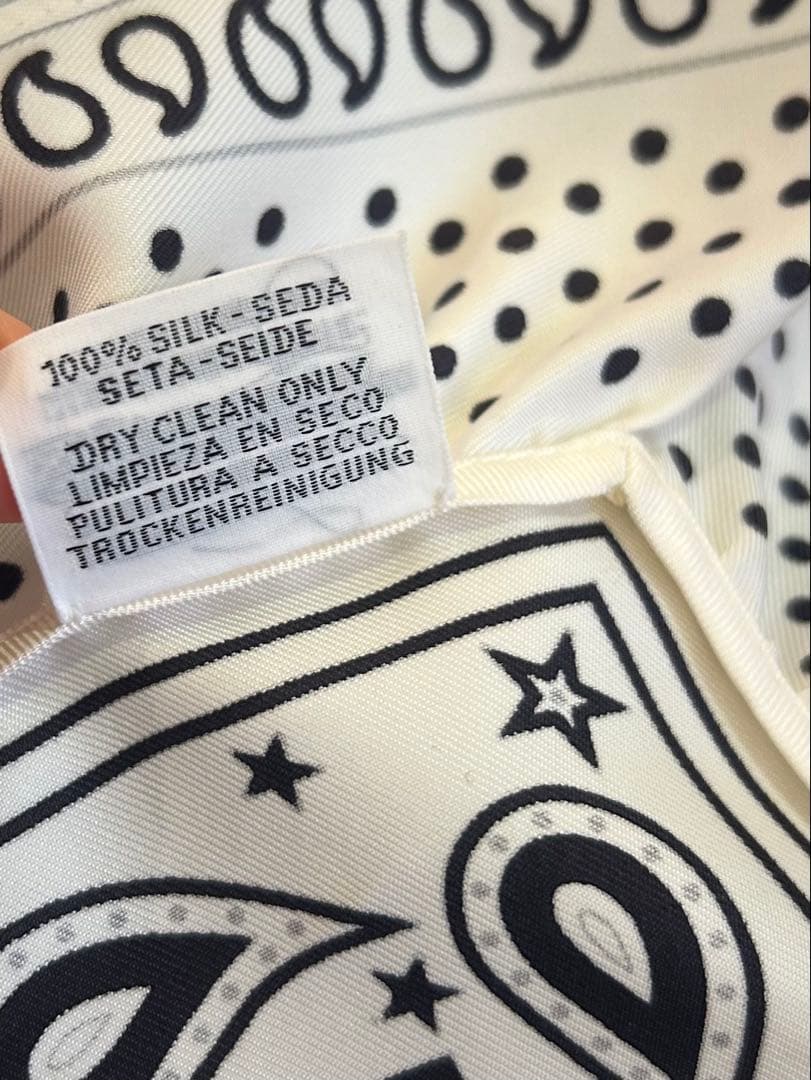 100% SILK-SEDA
SETA-SEIDE
DRY CLEAN ONLY
LIMPIEZA EN SECO
PULITURA A SECCO
TROCKENREINIGUNG